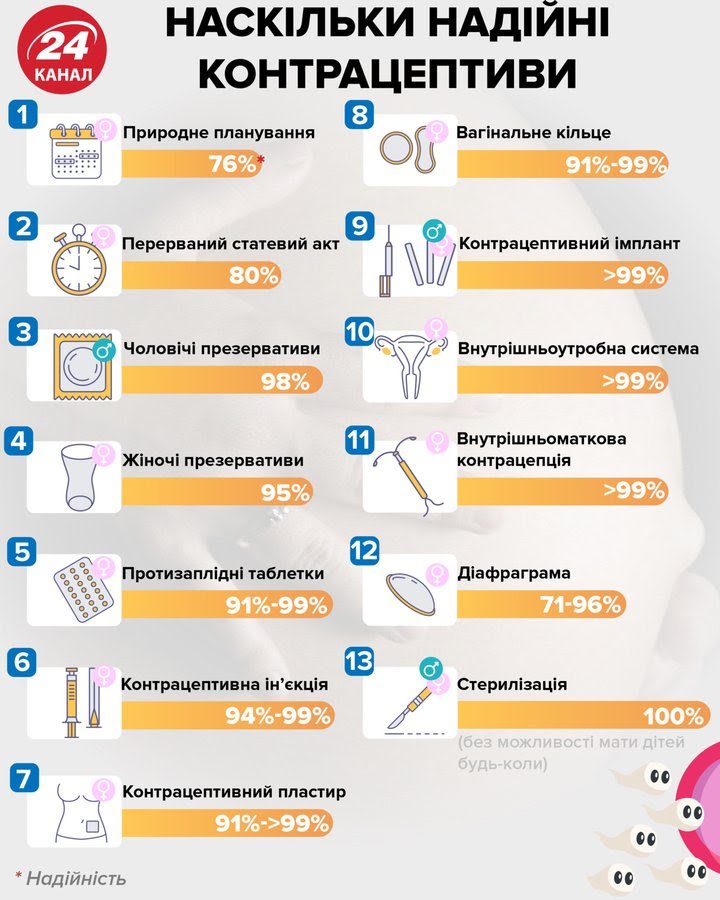 24
КАНАЛ
НАСКІЛЬКИ НАДІЙНІ
КОНТРАЦЕПТИВИ
1
Природне планування
76%*
2
Перерваний статевий акт
80%
3
Чоловічі презервативи
98%
4
Жіночі презервативи
95%
5
Протизаплідні таблетки
91%-99%
6
Контрацептивна ін’єкція
94%-99%
7
Контрацептивний пластир
91%->99%
8
Вагінальне кільце
91%-99%
9
Контрацептивний імплант
>99%
10
Внутрішньоутробна система
>99%
11
Внутрішньоматкова
контрацепція
>99%
12
Діафрагрма
71-96%
13
Стерилізація
100%
(без можливості мати дітей
будь-коли)
* Надійність